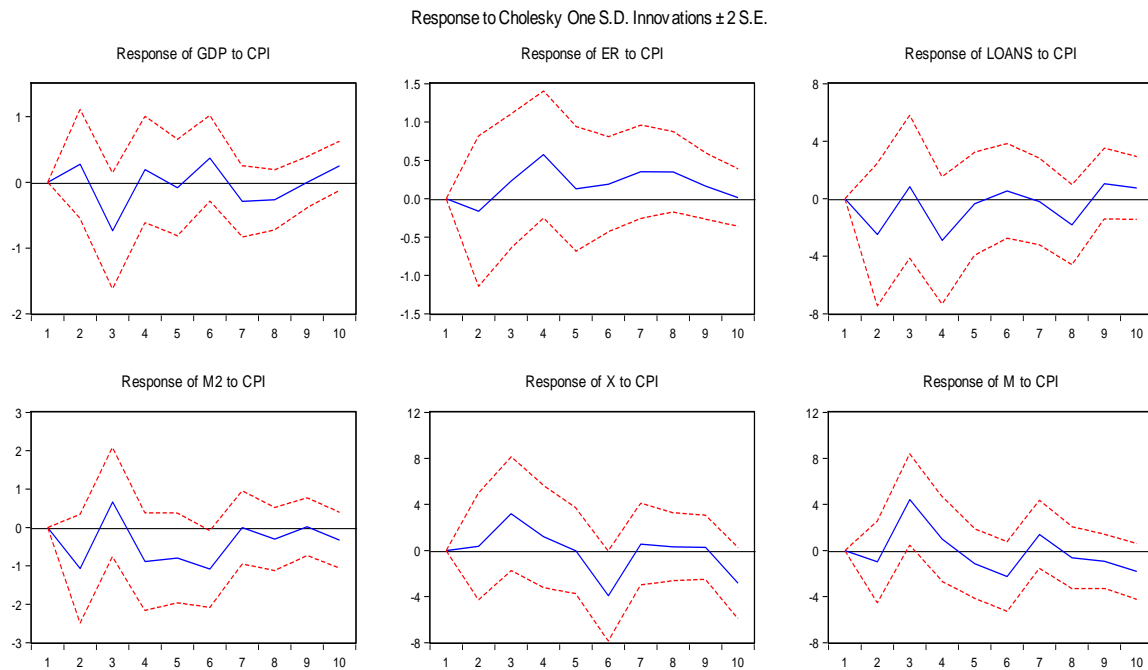 Response to Cholesky One S.D. Innovations ± 2 S.E.
Response of GDP to CPI
1
0
-1
-2
1 2 3 4 5 6 7 8 9 10
Response of ER to CPI
1.5
1.0
0.5
0.0
-0.5
-1.0
-1.5
1 2 3 4 5 6 7 8 9 10
Response of LOANS to CPI
8
4
0
-4
-8
1 2 3 4 5 6 7 8 9 10
Response of M2 to CPI
3
2
1
0
-1
-2
-3
1 2 3 4 5 6 7 8 9 10
Response of X to CPI
12
8
4
0
-4
-8
1 2 3 4 5 6 7 8 9 10
Response of M to CPI
12
8
4
0
-4
-8
1 2 3 4 5 6 7 8 9 10